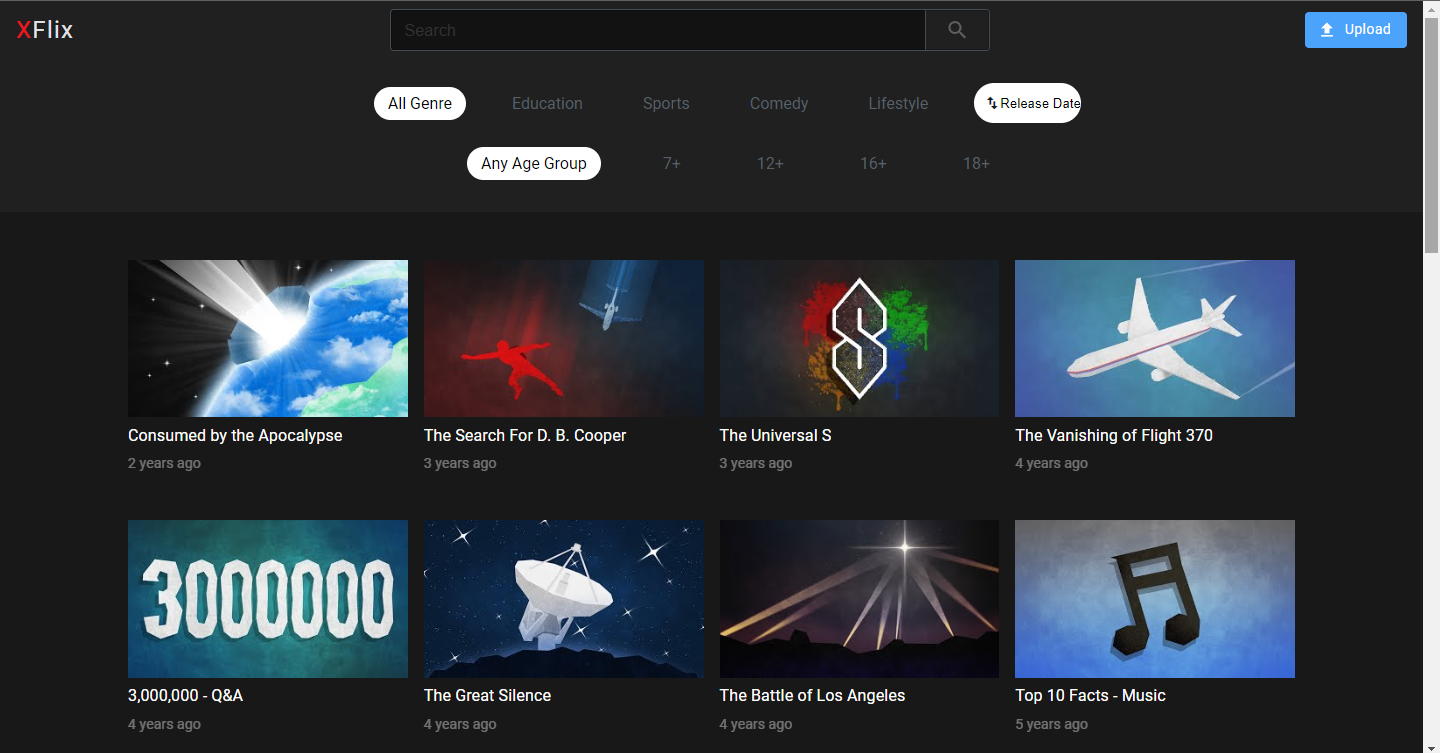 XFlix
Search
Upload
All Genre
Education
Sports
Comedy
Lifestyle
Release Date
Any Age Group
7+
12+
16+
18+
Consumed by the Apocalypse
2 years ago
The Search For D. B. Cooper
3 years ago
The Universal S
3 years ago
The Vanishing of Flight 370
4 years ago
3000000
3,000,000 - Q&A
4 years ago
The Great Silence
4 years ago
The Battle of Los Angeles
4 years ago
Top 10 Facts - Music
5 years ago